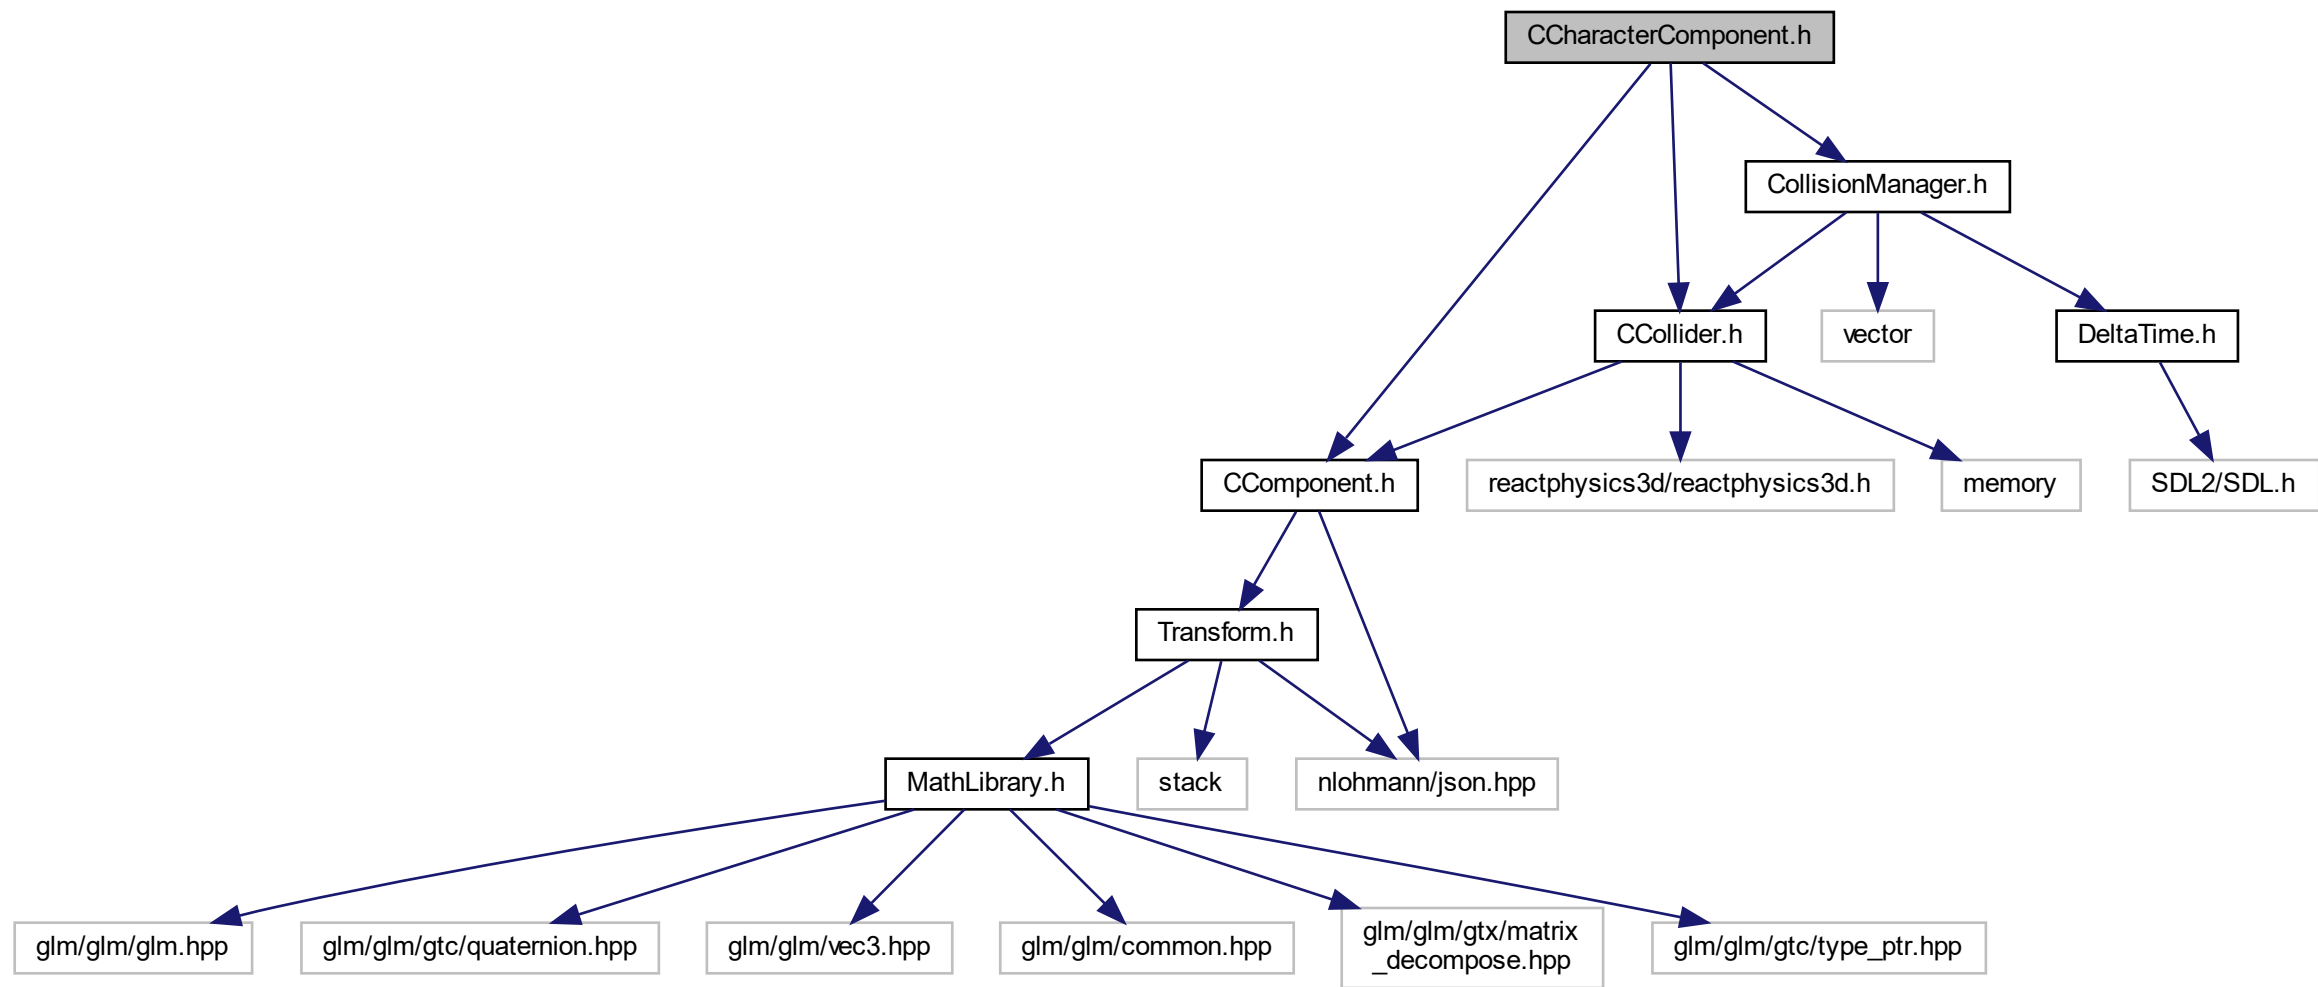 CCharacterComponent.h
CollisionManager.h
CCollider.h
vector
DeltaTime.h
CComponent.h
reactphysics3d/reactphysics3d.h
memory
SDL2/SDL.h
Transform.h
MathLibrary.h
stack
nlohmann/json.hpp
glm/glm/glm.hpp
glm/glm/gtc/quaternion.hpp
glm/glm/vec3.hpp
glm/glm/common.hpp
glm/glm/gtx/matrix
_decompose.hpp
glm/glm/gtc/type_ptr.hpp